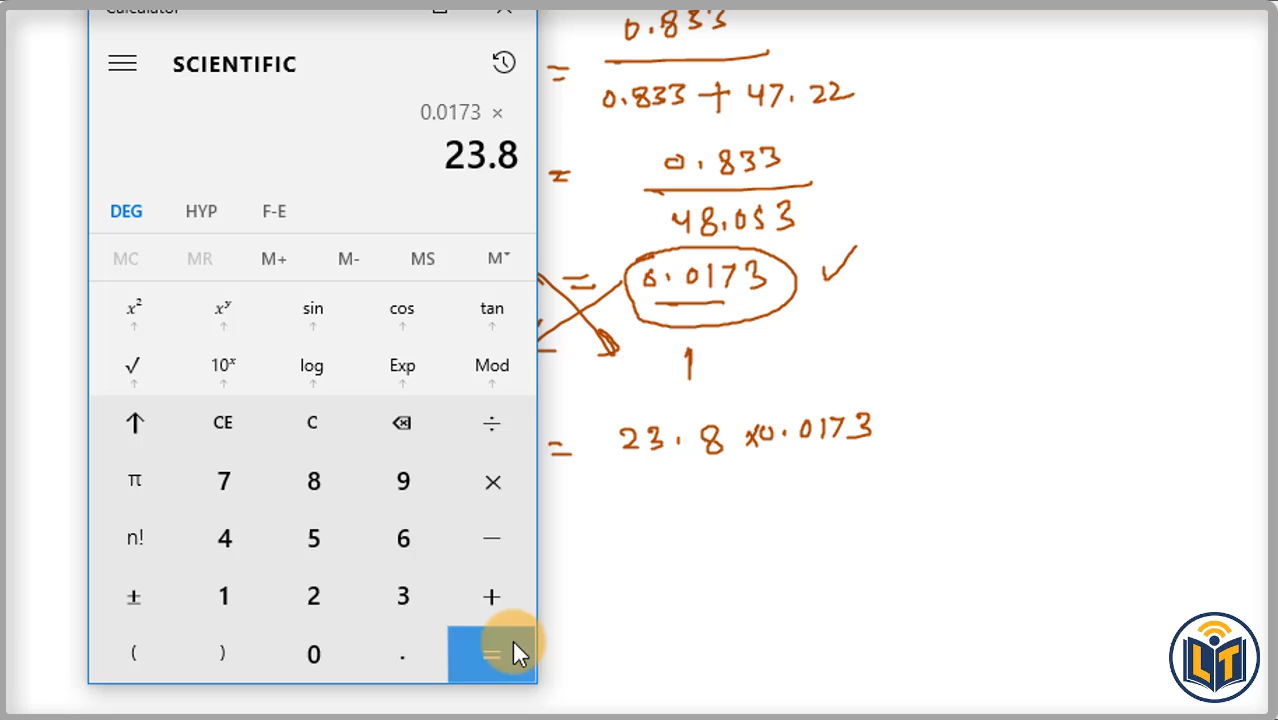 Calculator
SCIENTIFIC
0.0173 ×
23.8
DEG HYP F-E
MC MR M+ M- MS M˅
x² xʸ sin cos tan
√ 10ˣ log Exp Mod
↑ CE C ⌫ ÷
π 7 8 9 ×
n! 4 5 6 −
± 1 2 3 +
( ) 0 . =
= 0.833
0.833 + 47.22
= 0.833
48.053
= 0.0173 ✓
1
= 23.8 ×0.0173
LT